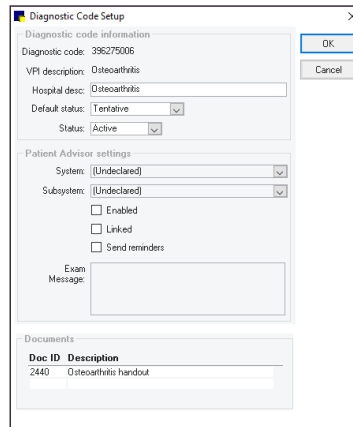 Diagnostic Code Setup
Diagnostic code information
Diagnostic code: 396275006
VPI description: Osteoarthritis
Hospital desc: Osteoarthritis
Default status: Tentative
Status: Active
OK
Cancel
Patient Advisor settings
System: (Undeclared)
Subsystem: (Undeclared)
Enabled
Linked
Send reminders
Exam
Message:
Documents
Doc ID Description
2440 Osteoarthritis handout